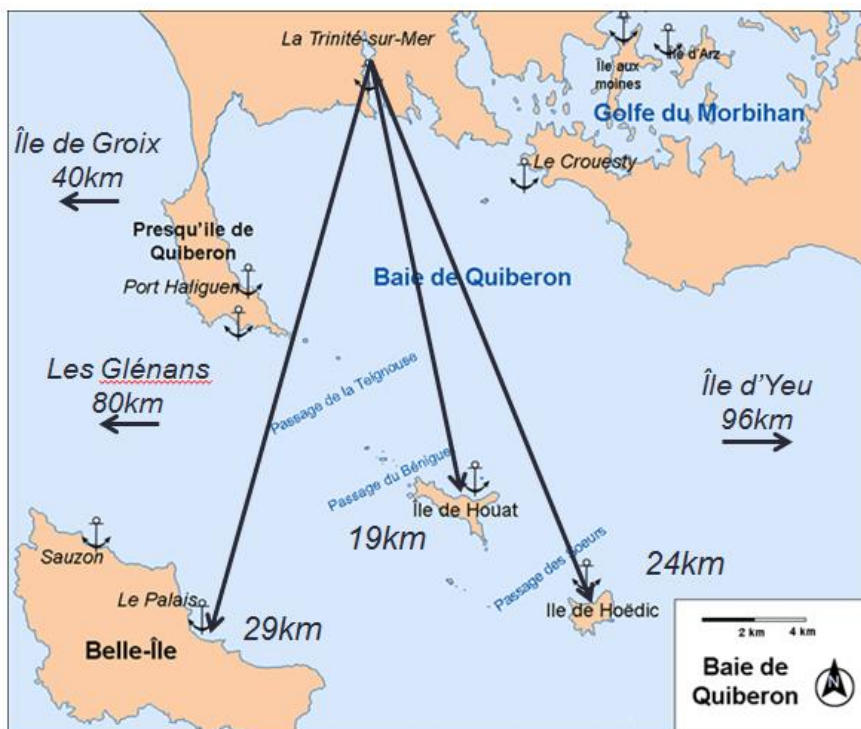 La Trinité-sur-Mer
Île d'Arz
Île aux
moines
Golfe du Morbihan
Île de Groix
40km
Le Crouesty
Presqu'ile de
Quiberon
Port Haliguen
Baie de Quiberon
Les Glénans
80km
Passage de la Teignouse
Île d'Yeu
96km
Passage du Béniguet
Île de Houat
19km
Passage des Soeurs
24km
Sauzon
Le Palais
Ile de Hoëdic
29km
Belle-Île
2 km
4 km
Baie de
Quiberon
N